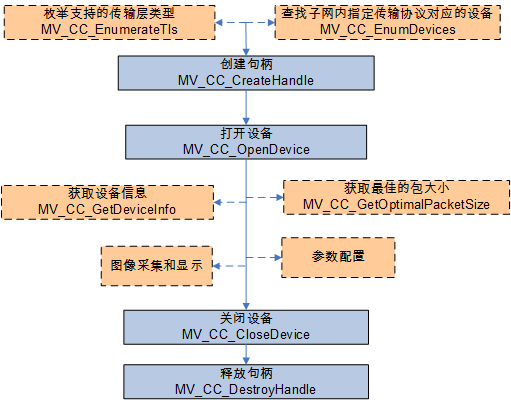 枚举支持的传输层类型
MV_CC_EnumerateTls
查找子网内指定传输协议对应的设备
MV_CC_EnumDevices
创建句柄
MV_CC_CreateHandle
打开设备
MV_CC_OpenDevice
获取设备信息
MV_CC_GetDeviceInfo
获取最佳的包大小
MV_CC_GetOptimalPacketSize
图像采集和显示
参数配置
关闭设备
MV_CC_CloseDevice
释放句柄
MV_CC_DestroyHandle